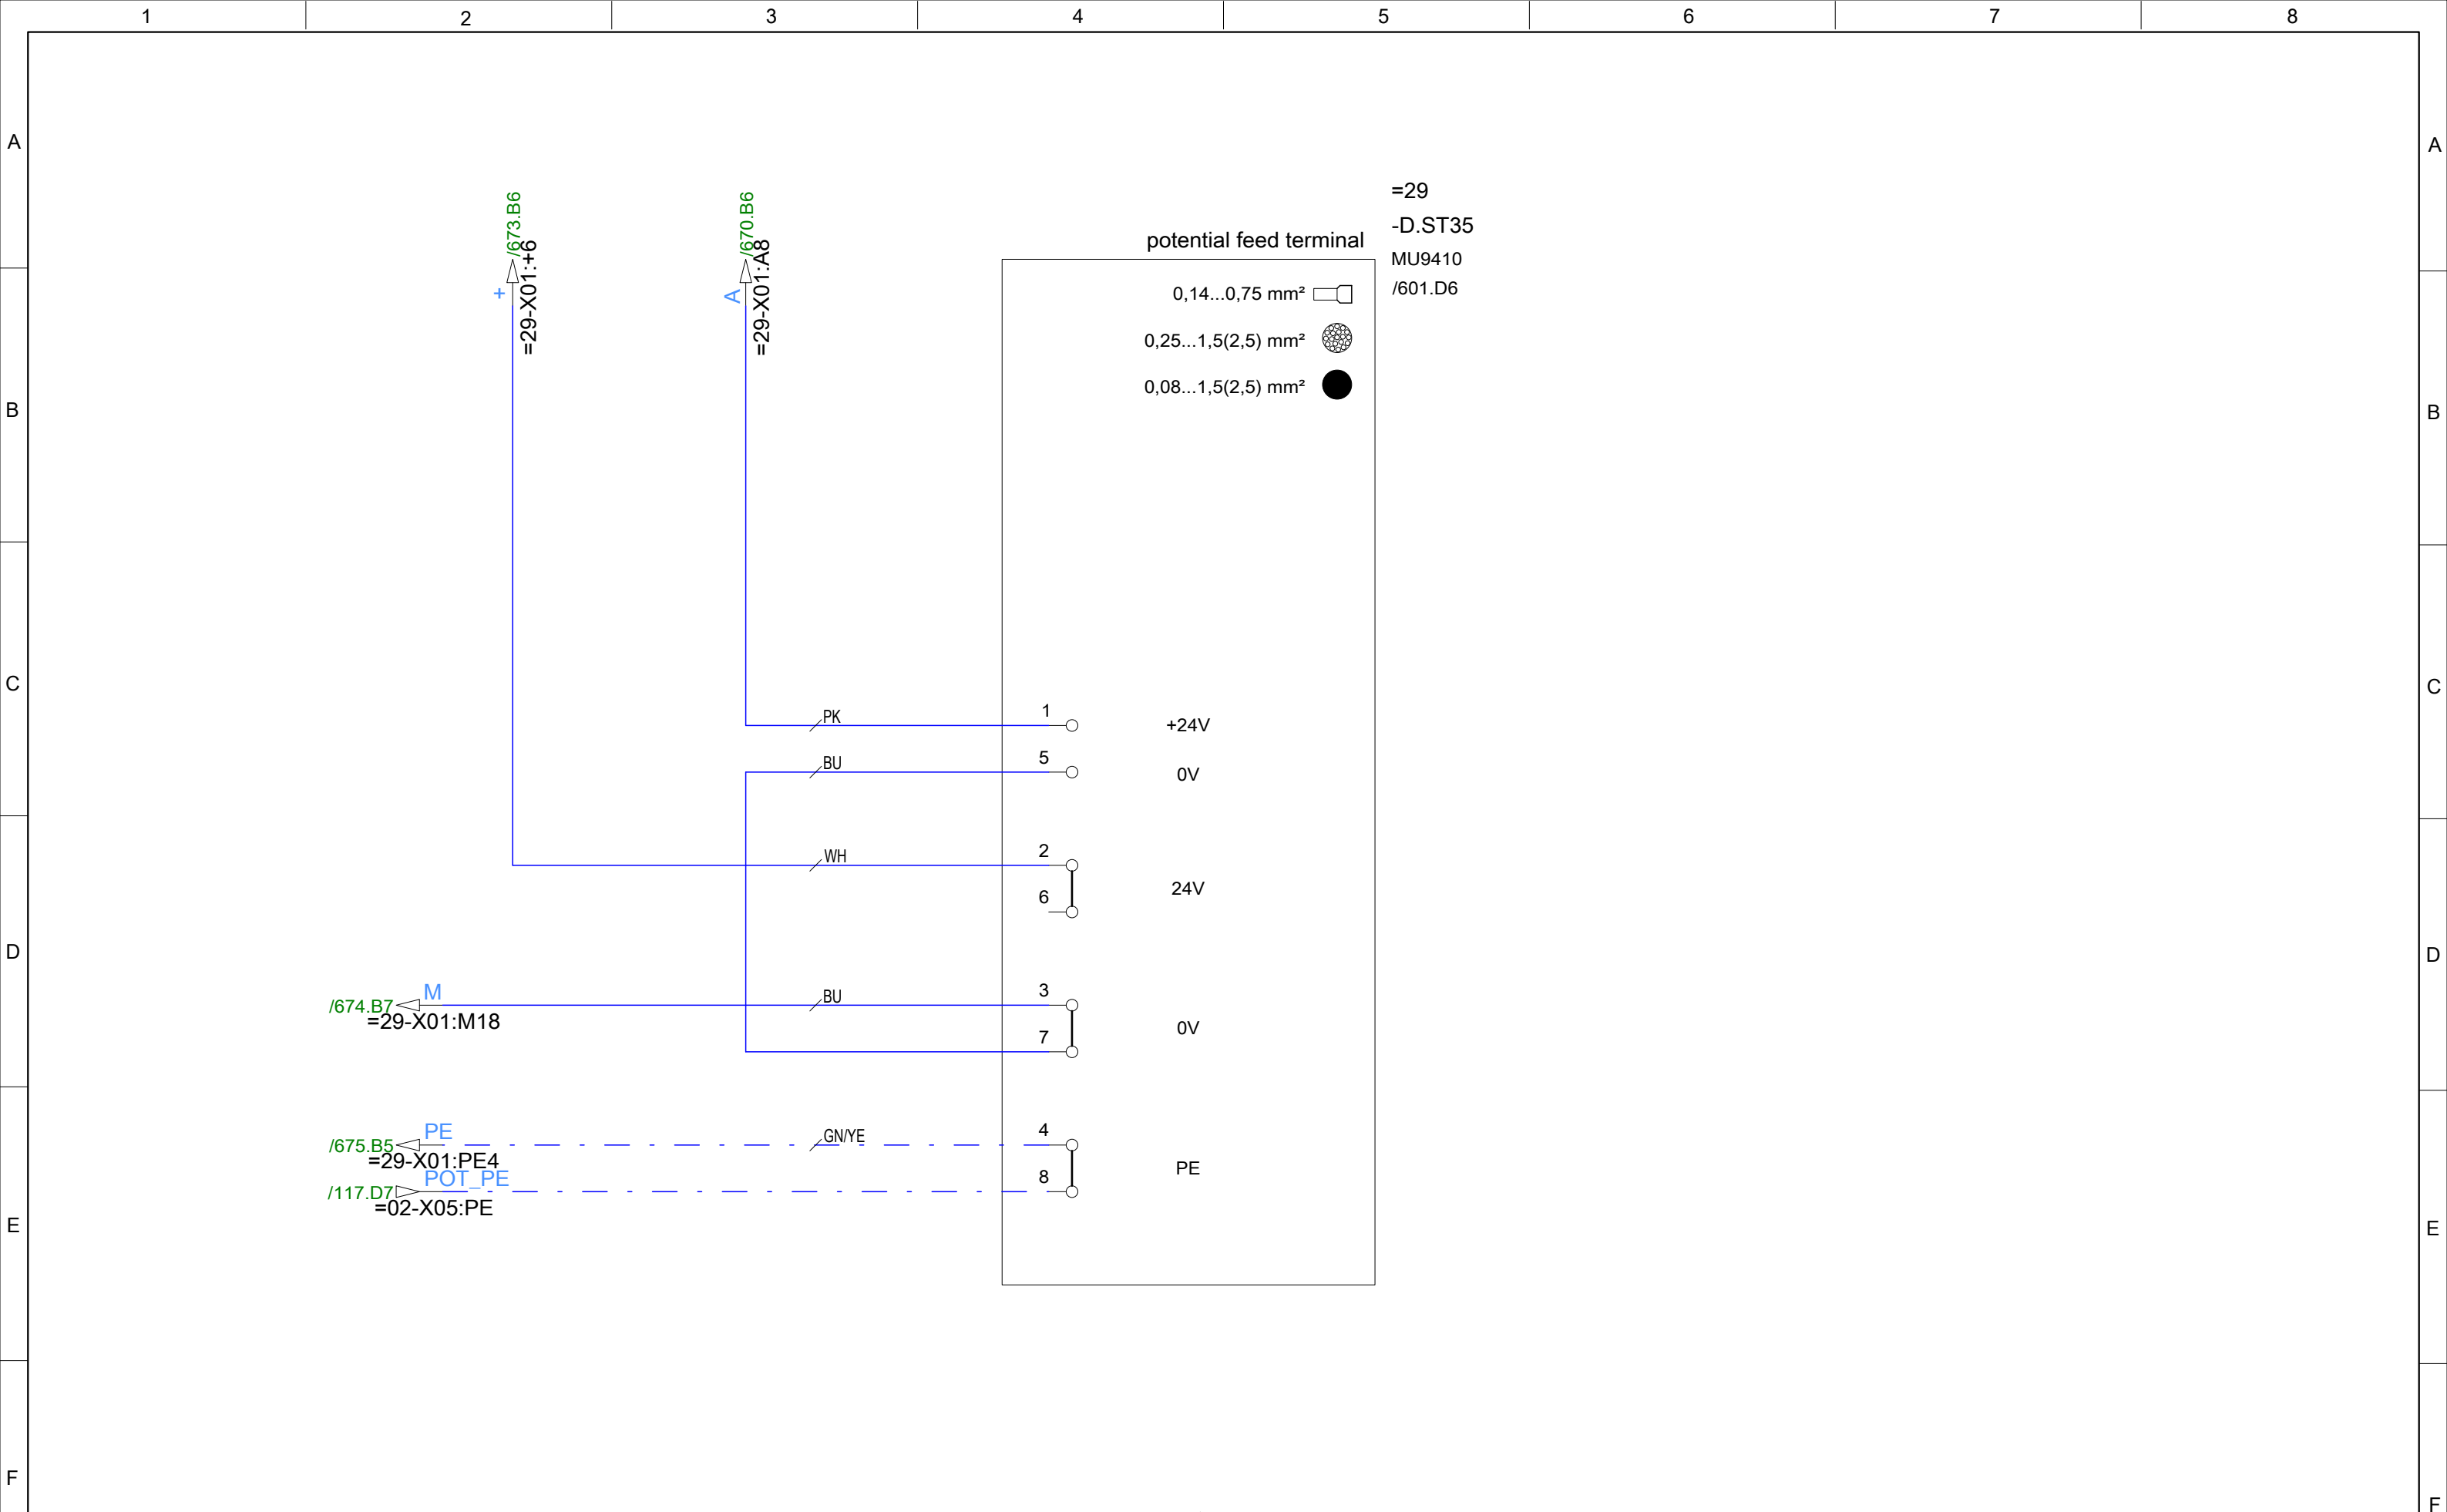 1 2 3 4 5 6 7 8
A A
=29
/673.B6
/670.B6
-D.ST35
potential feed terminal
MU9410
/601.D6
+
=29-X01:+6
A
=29-X01:A8
0,14...0,75 mm²
0,25...1,5(2,5) mm²
0,08...1,5(2,5) mm²
B B
C C
PK 1 +24V
BU 5 0V
WH 2
6 24V
D D
M
/674.B7
=29-X01:M18
BU 3
0V
7
PE
/675.B5
=29-X01:PE4
GN/YE 4
PE
POT_PE
/117.D7
=02-X05:PE
8
E E
F F